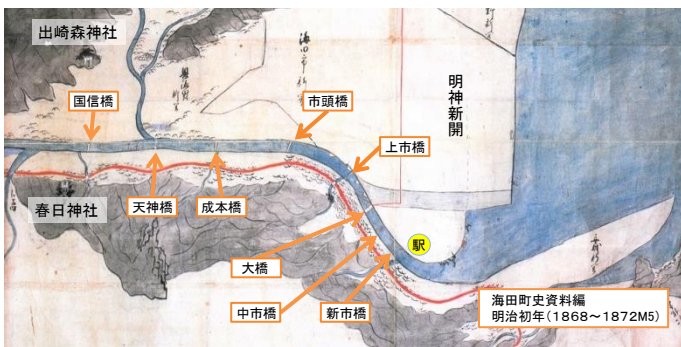 出崎森神社
国信橋
市頭橋
明神新開
上市橋
春日神社
天神橋
成本橋
駅
大橋
中市橋
新市橋
海田町史資料編
明治初年(1868~1872M5)